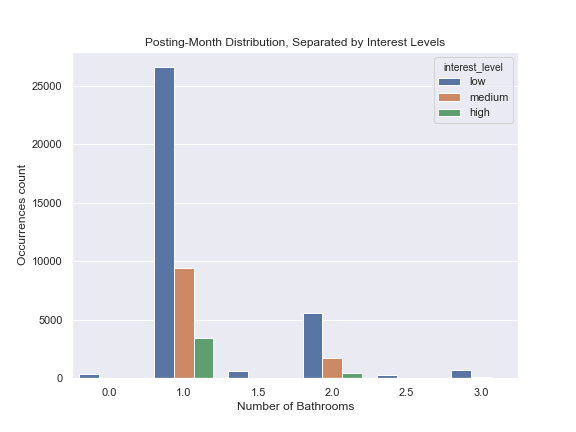 Posting-Month Distribution, Separated by Interest Levels
interest_level
low
medium
high
25000
20000
15000
10000
5000
0
Occurrences count
0.0 1.0 1.5 2.0 2.5 3.0
Number of Bathrooms